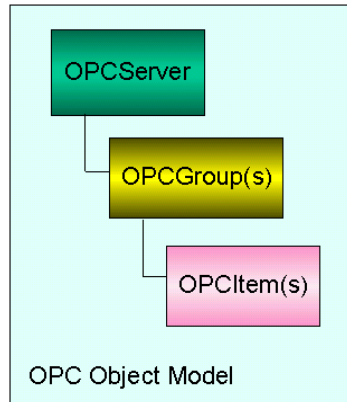 OPCServer
OPCGroup(s)
OPCItem(s)
OPC Object Model